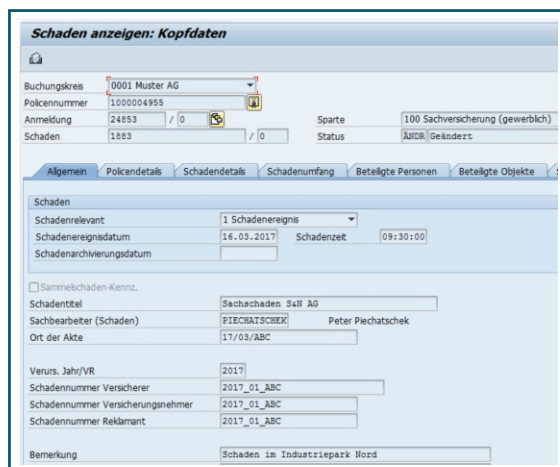 Schaden anzeigen: Kopfdaten
Buchungskreis 0001 Muster AG
Policennummer 1000004955
Anmeldung 24853 / 0 Sparte 100 Sachversicherung (gewerblich)
Schaden 1883 / 0 Status ÄNDR Geändert
Allgemein Policendetails Schadendetails Schadenumfang Beteiligte Personen Beteiligte Objekte
Schaden
Schadenrelevant 1 Schadenereignis
Schadenereignisdatum 16.03.2017 Schadenzeit 09:30:00
Schadenarchivierungsdatum
Sammelschaden-Kennz.
Schadentitel Sachschaden S&N AG
Sachbearbeiter (Schaden) PIECHATSCHEK Peter Piechatschek
Ort der Akte 17/03/ABC
Verurs. Jahr/VR 2017
Schadennummer Versicherer 2017_01_ABC
Schadennummer Versicherungsnehmer 2017_01_ABC
Schadennummer Reklamant 2017_01_ABC
Bemerkung Schaden im Industriepark Nord